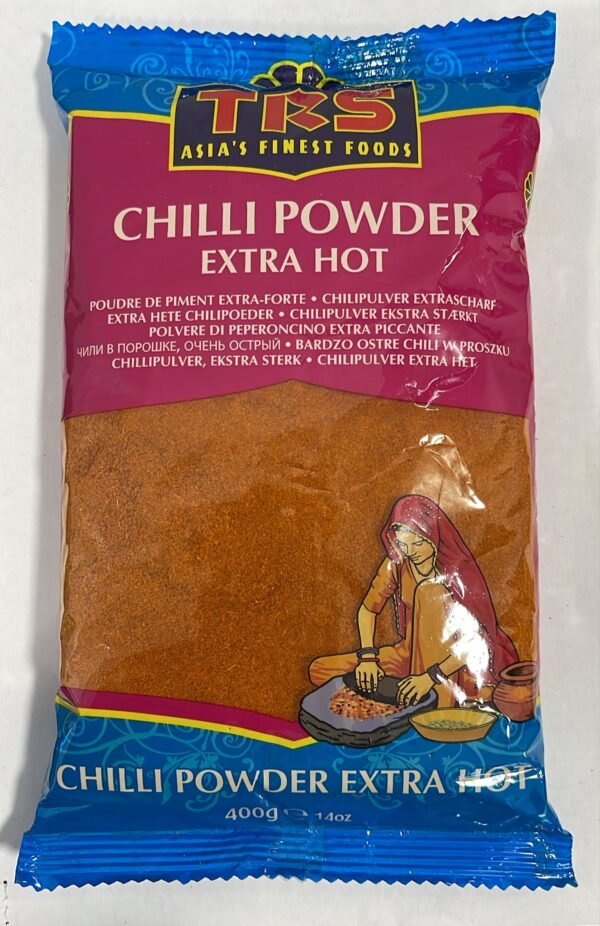 TRS
ASIA'S FINEST FOODS
CHILLI POWDER
EXTRA HOT
POUDRE DE PIMENT EXTRA-FORTE • CHILIPULVER EXTRASCHARF
EXTRA HETE CHILIPOEDER • CHILIPULVER EKSTRA STÆRKT
POLVERE DI PEPERONCINO EXTRA PICCANTE
ЧИЛИ В ПОРОШКЕ, ОЧЕНЬ ОСТРЫЙ • BARDZO OSTRE CHILI W PROSZKU
CHILLIPULVER, EKSTRA STERK • CHILIPULVER EXTRA HET
CHILLI POWDER EXTRA HOT
400g ℮ 14oz